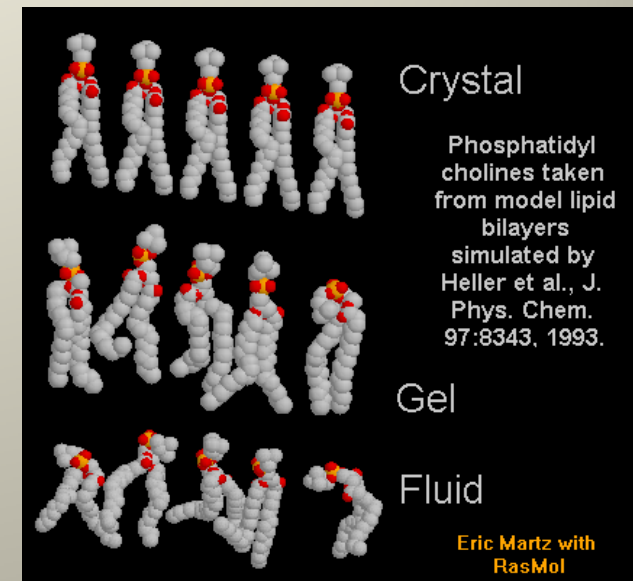 Crystal
Phosphatidyl
cholines taken
from model lipid
bilayers
simulated by
Heller et al., J.
Phys. Chem.
97:8343, 1993.
Gel
Fluid
Eric Martz with
RasMol